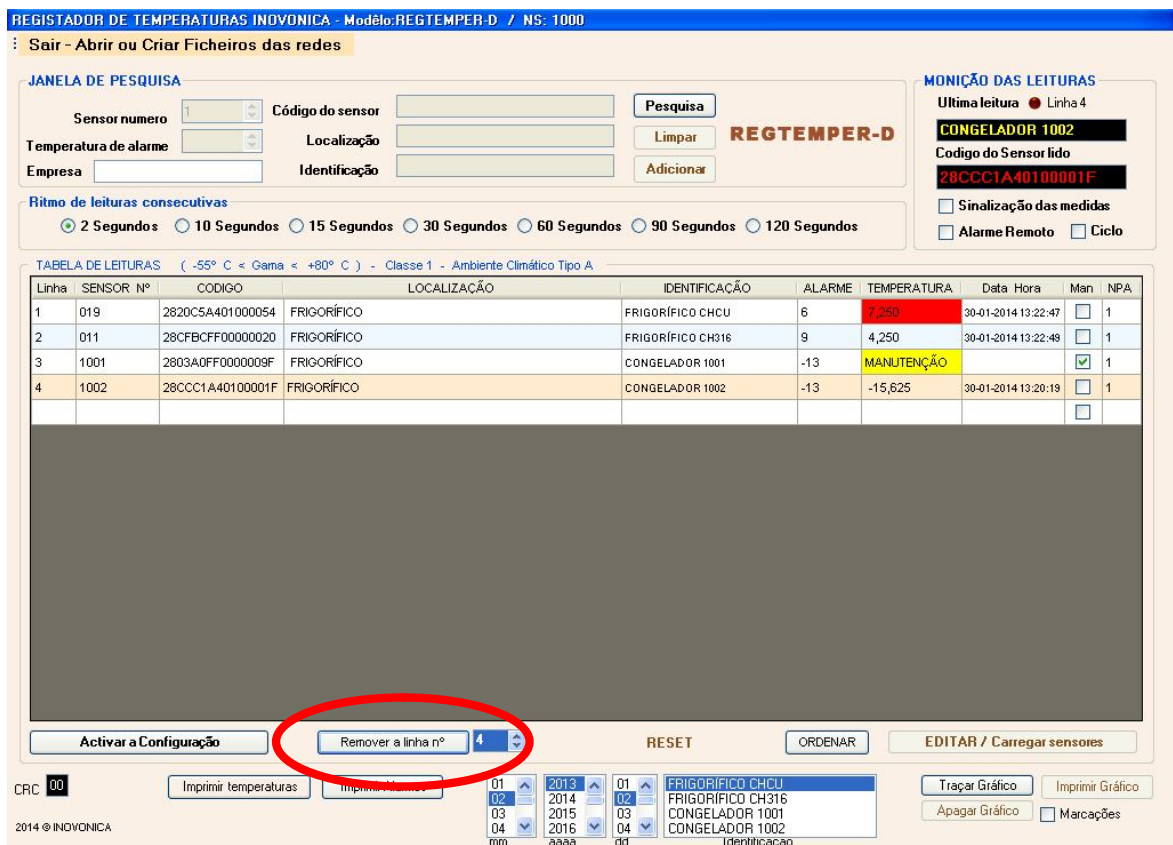 REGISTADOR DE TEMPERATURAS INOVONICA - Modêlo:REGTEMPER-D / NS: 1000
Sair - Abrir ou Criar Ficheiros das redes
JANELA DE PESQUISA
Sensor numero 1
Código do sensor
Pesquisa
Temperatura de alarme
Localização
Limpar
REGTEMPER-D
Empresa
Identificação
Adicionar
MONIÇÃO DAS LEITURAS
Ultima leitura Linha 4
CONGELADOR 1002
Codigo do Sensor lido
28CCC1A40100001F
Sinalização das medidas
Alarme Remoto Ciclo
Ritmo de leituras consecutivas
2 Segundos 10 Segundos 15 Segundos 30 Segundos 60 Segundos 90 Segundos 120 Segundos
TABELA DE LEITURAS ( -55º C < Gama < +80º C ) - Classe 1 - Ambiente Climático Tipo A
Linha SENSOR Nº CODIGO LOCALIZAÇÃO IDENTIFICAÇÃO ALARME TEMPERATURA Data Hora Man NPA
1 019 2820C5A401000054 FRIGORÍFICO FRIGORÍFICO CHCU 6 7,250 30-01-2014 13:22:47 1
2 011 28CFBCFF00000020 FRIGORÍFICO FRIGORÍFICO CH316 9 4,250 30-01-2014 13:22:49 1
3 1001 2803A0FF0000009F FRIGORÍFICO CONGELADOR 1001 -13 MANUTENÇÃO 1
4 1002 28CCC1A40100001F FRIGORÍFICO CONGELADOR 1002 -13 -15,625 30-01-2014 13:20:19 1
Activar a Configuração Remover a linha nº 4 RESET ORDENAR EDITAR / Carregar sensores
CRC 00 Imprimir temperaturas Imprimir
01 2013 01 FRIGORÍFICO CHCU
02 2014 02 FRIGORÍFICO CH316
03 2015 03 CONGELADOR 1001
04 2016 04 CONGELADOR 1002
mm aaaa dd Identificacao
Traçar Gráfico Imprimir Gráfico
Apagar Gráfico Marcações
2014 @ INOVONICA